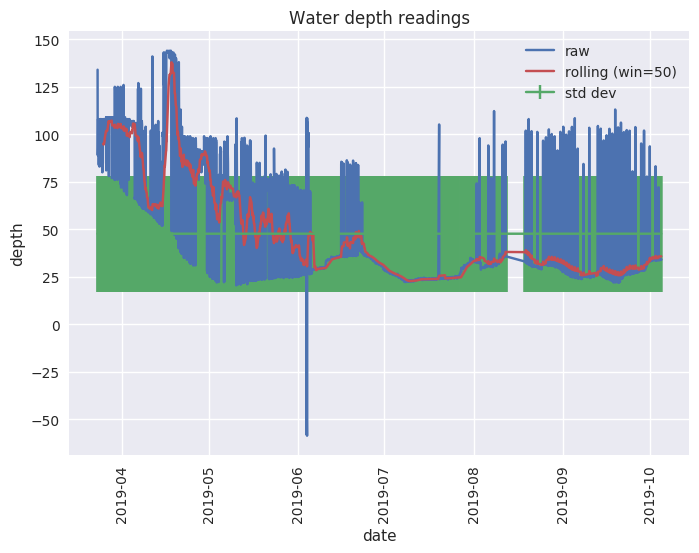 Water depth readings
raw
rolling (win=50)
std dev
depth
150
125
100
75
50
25
0
−25
−50
2019-04
2019-05
2019-06
2019-07
2019-08
2019-09
2019-10
date